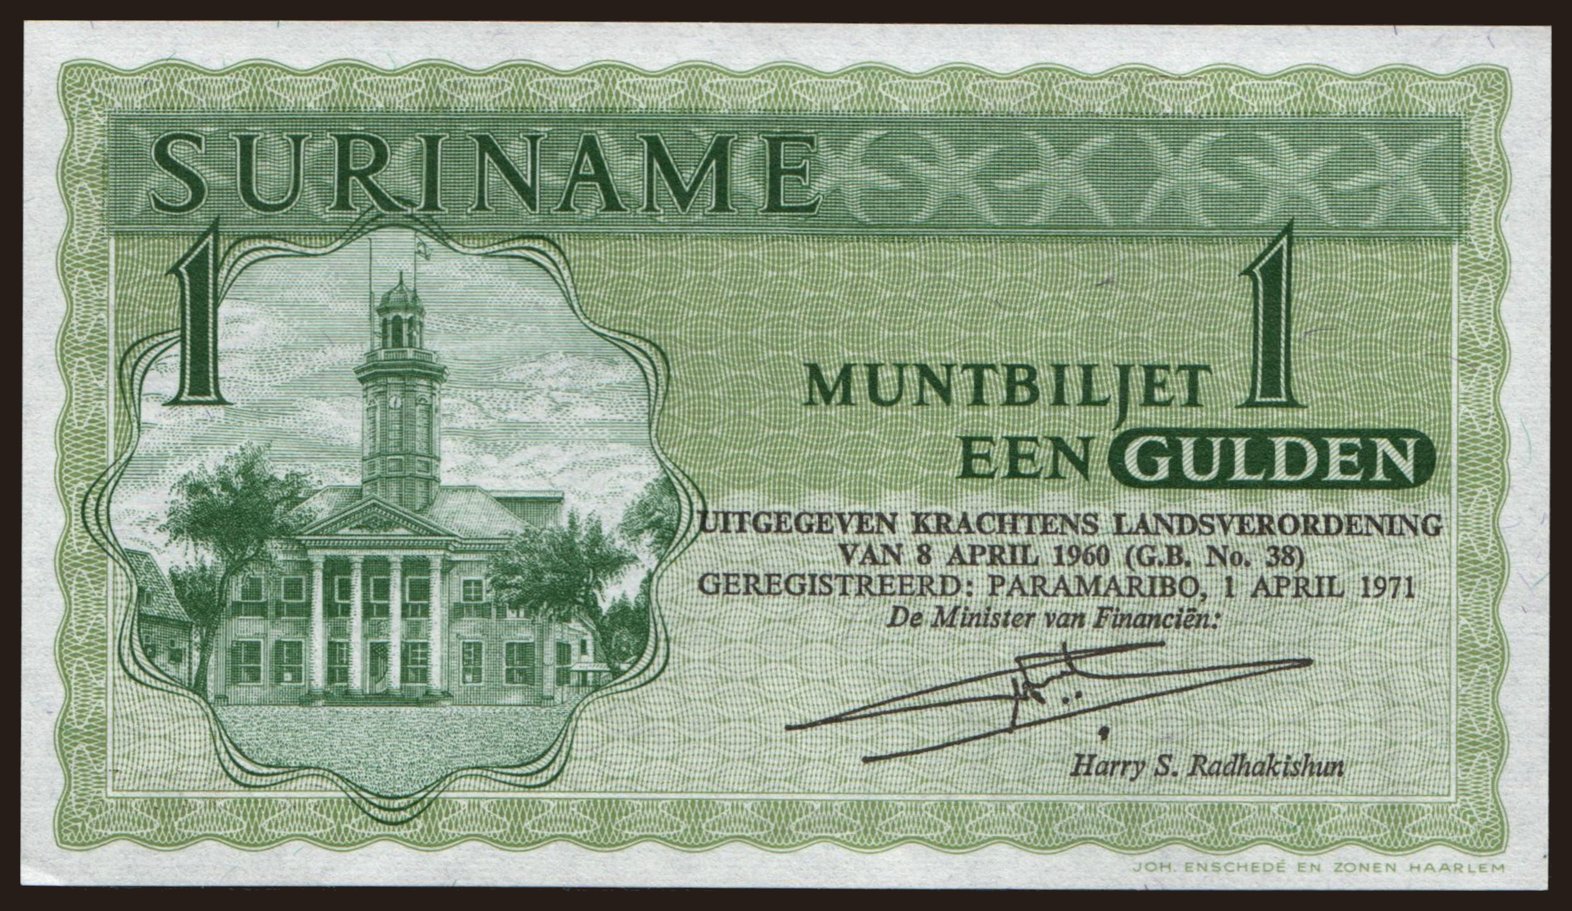 SURINAME
1
1
MUNTBILJET
EEN GULDEN
UITGEGEVEN KRACHTENS LANDSVERORDENING
VAN 8 APRIL 1960 (G.B. No. 38)
GEREGISTREERD: PARAMARIBO, 1 APRIL 1971
De Minister van Financiën:
Harry S. Radhakishun
JOH. ENSCHEDÉ EN ZONEN HAARLEM